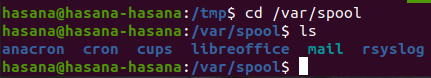 hasana@hasana-hasana:/tmp$ cd /var/spool
hasana@hasana-hasana:/var/spool$ ls
anacron  cron  cups  libreoffice  mail  rsyslog
hasana@hasana-hasana:/var/spool$